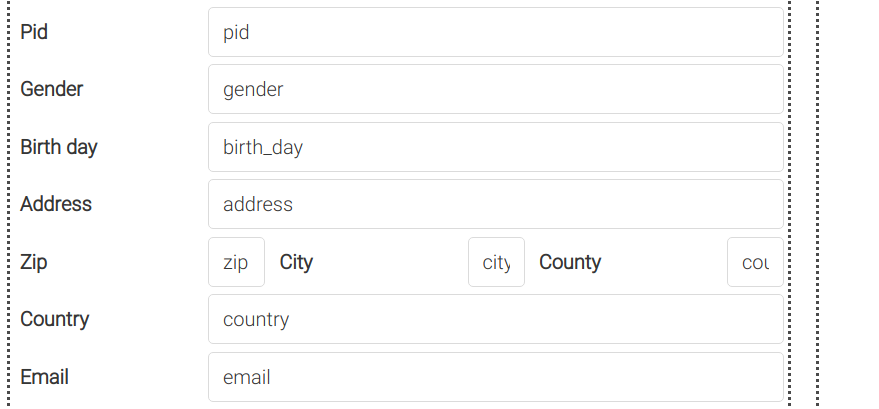 Pid pid
Gender gender
Birth day birth_day
Address address
Zip zip City city County cou
Country country
Email email